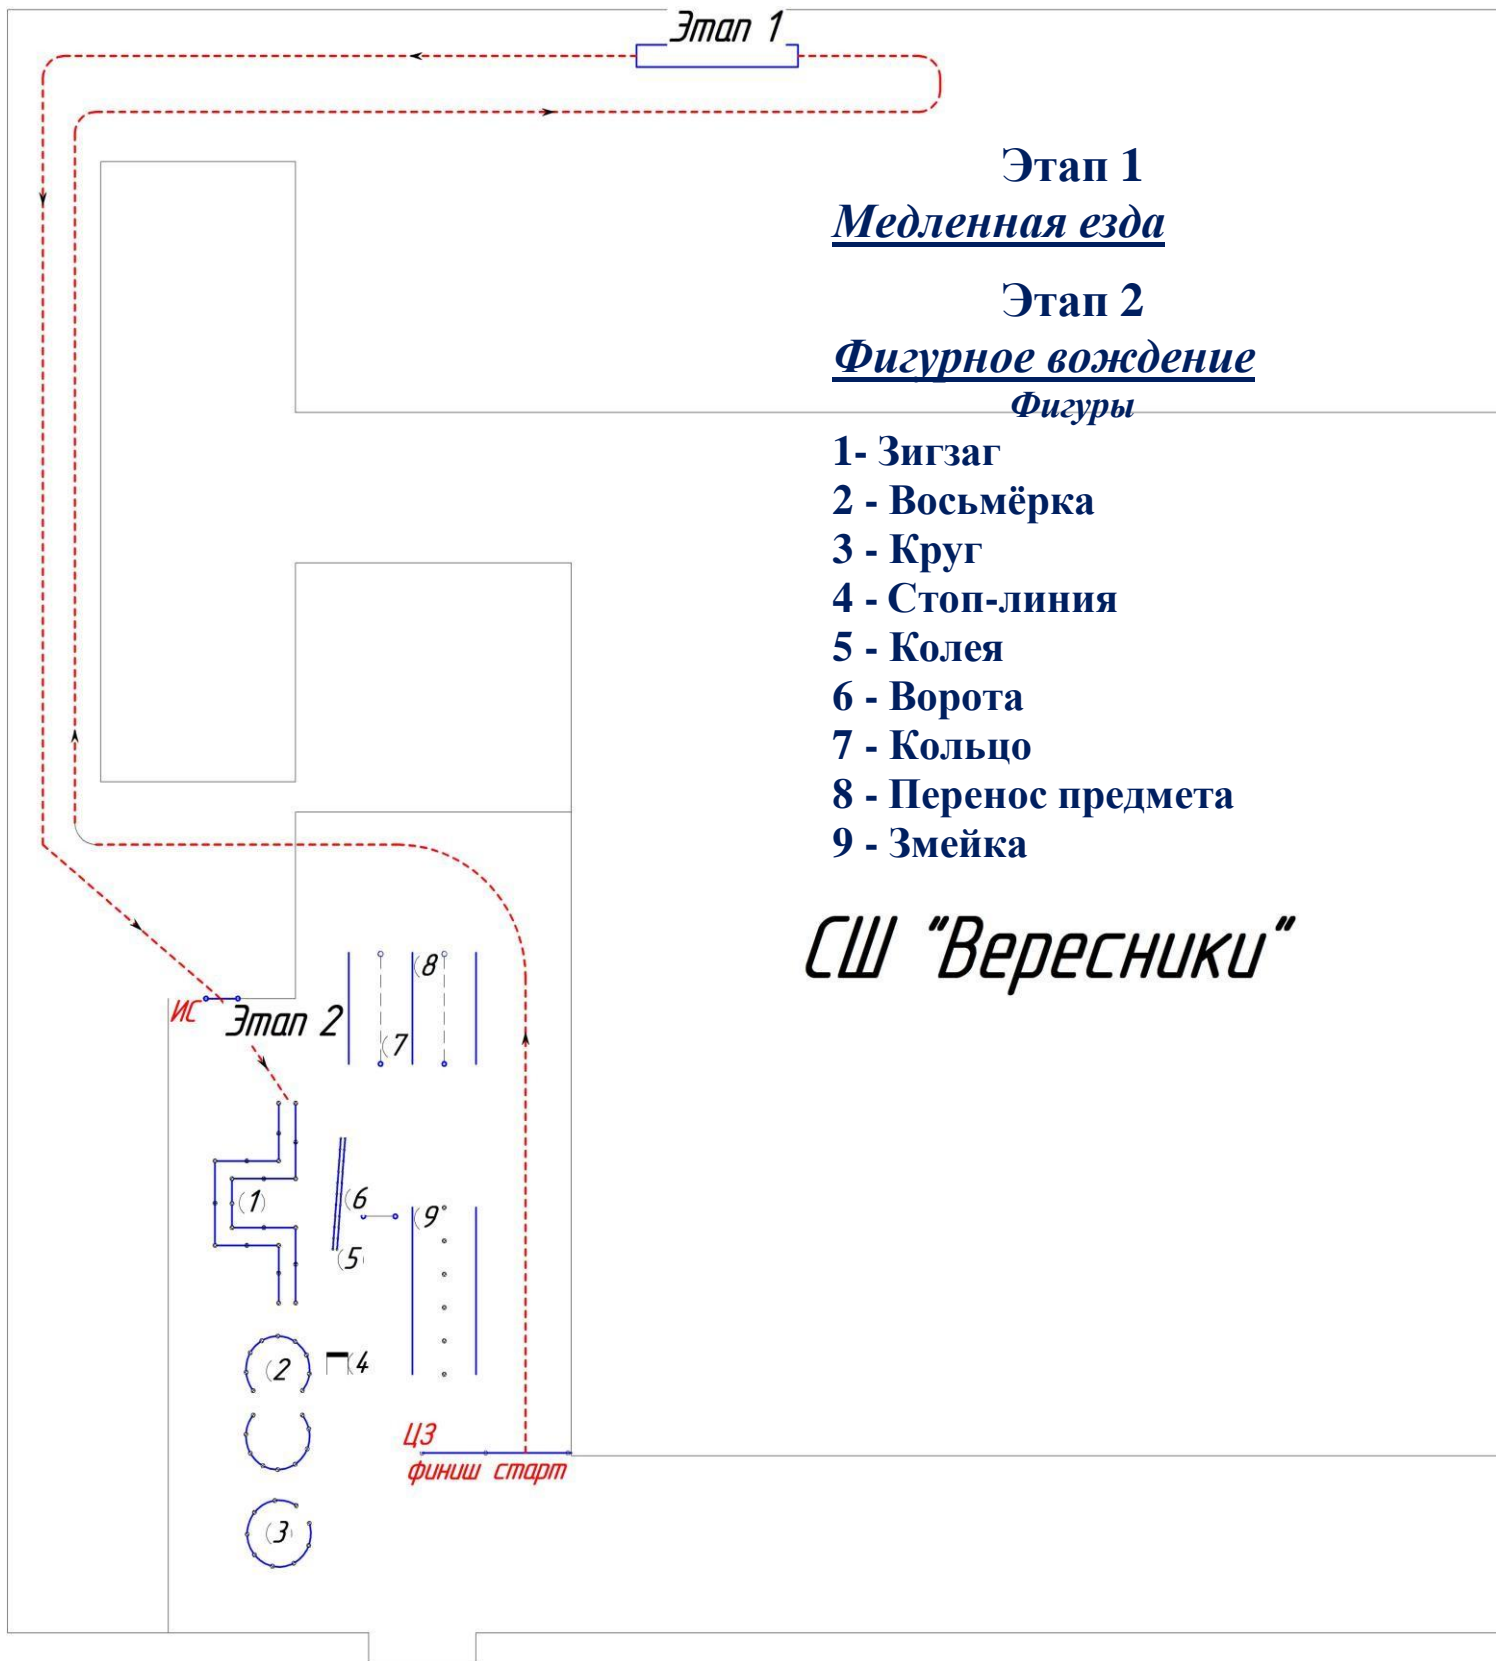 Этап 1
Этап 1
Медленная езда
Этап 2
Фигурное вождение
Фигуры
1- Зигзаг
2 - Восьмёрка
3 - Круг
4 - Стоп-линия
5 - Колея
6 - Ворота
7 - Кольцо
8 - Перенос предмета
9 - Змейка
СШ "Вересники"
(8
ИС
Этап 2
(7
(1)
(6
(9
(5
(2
(4
ЦЗ
финиш старт
(3)